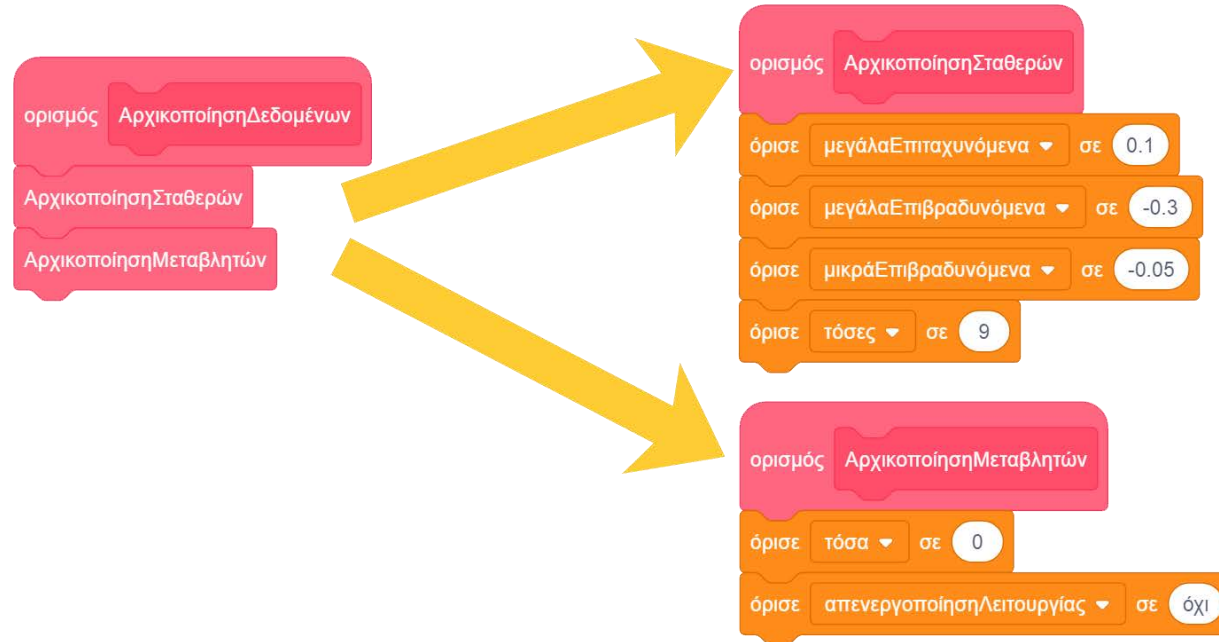 ορισμός ΑρχικοποίησηΔεδομένων
ΑρχικοποίησηΣταθερών
ΑρχικοποίησηΜεταβλητών
ορισμός ΑρχικοποίησηΣταθερών
όρισε μεγάλαΕπιταχυνόμενα σε 0.1
όρισε μεγάλαΕπιβραδυνόμενα σε -0.3
όρισε μικράΕπιβραδυνόμενα σε -0.05
όρισε τόσες σε 9
ορισμός ΑρχικοποίησηΜεταβλητών
όρισε τόσα σε 0
όρισε απενεργοποίησηΛειτουργίας σε όχι